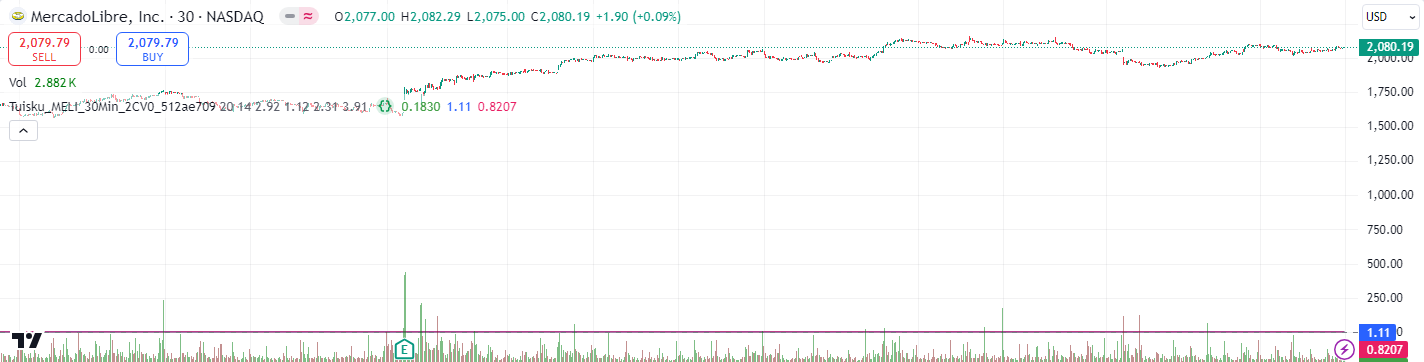 MercadoLibre, Inc. · 30 · NASDAQ O2,077.00 H2,082.29 L2,075.00 C2,080.19 +1.90 (+0.09%)
USD
2,079.79 0.00 2,079.79
SELL BUY
2,080.19
2,000.00
Vol 2.882 K
1,750.00
Tuisku_MELI_30Min_2CV0_512ae709 20 14 2.92 1.12 2.31 3.91 {} 0.1830 1.11 0.8207
1,500.00
1,250.00
1,000.00
750.00
500.00
250.00
1.11
E
0.8207